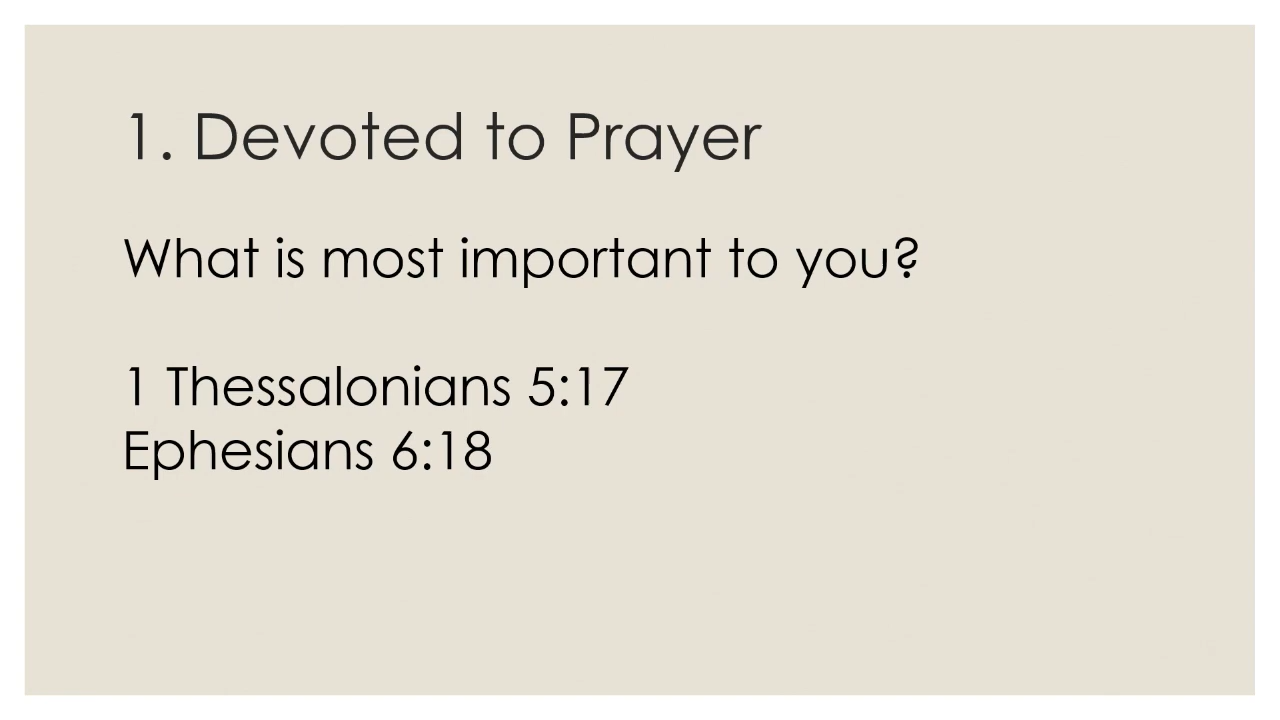 1. Devoted to Prayer
What is most important to you?
1 Thessalonians 5:17
Ephesians 6:18